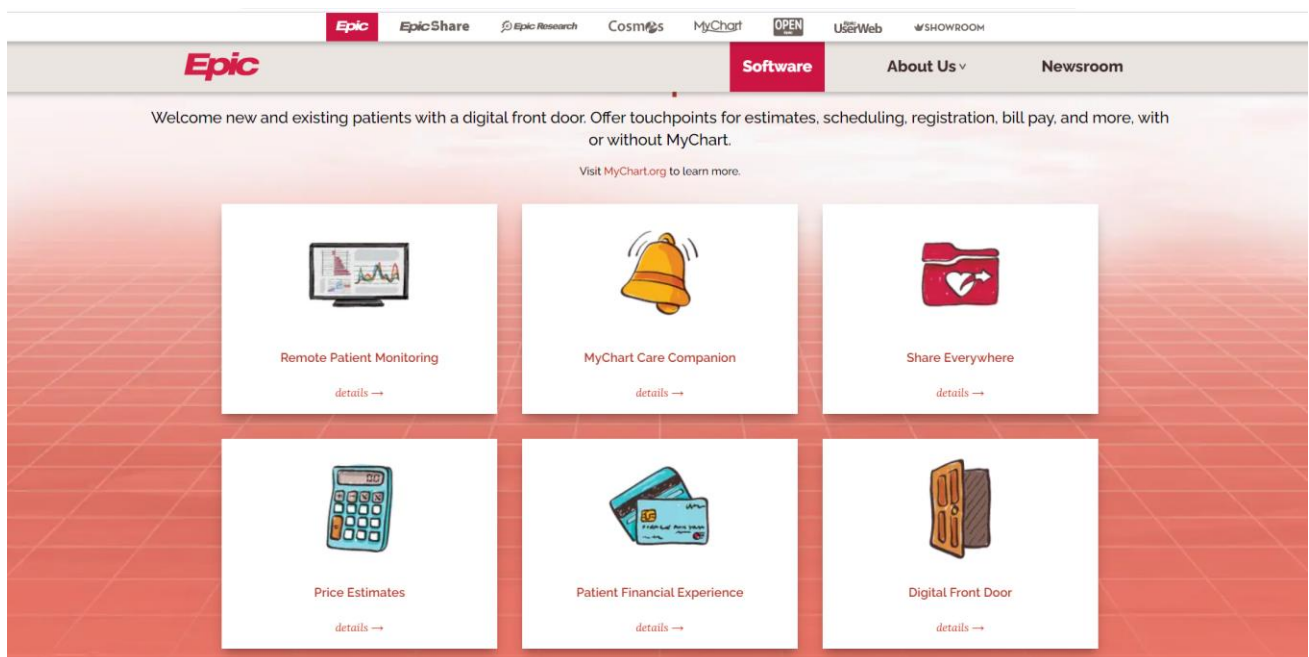 Epic EpicShare Epic Research Cosmos MyChart OPEN UserWeb SHOWROOM
Epic Software About Us Newsroom
Welcome new and existing patients with a digital front door. Offer touchpoints for estimates, scheduling, registration, bill pay, and more, with
or without MyChart.
Visit MyChart.org to learn more.
Remote Patient Monitoring MyChart Care Companion Share Everywhere
details → details → details →
0.0
Price Estimates Patient Financial Experience Digital Front Door
details → details → details →